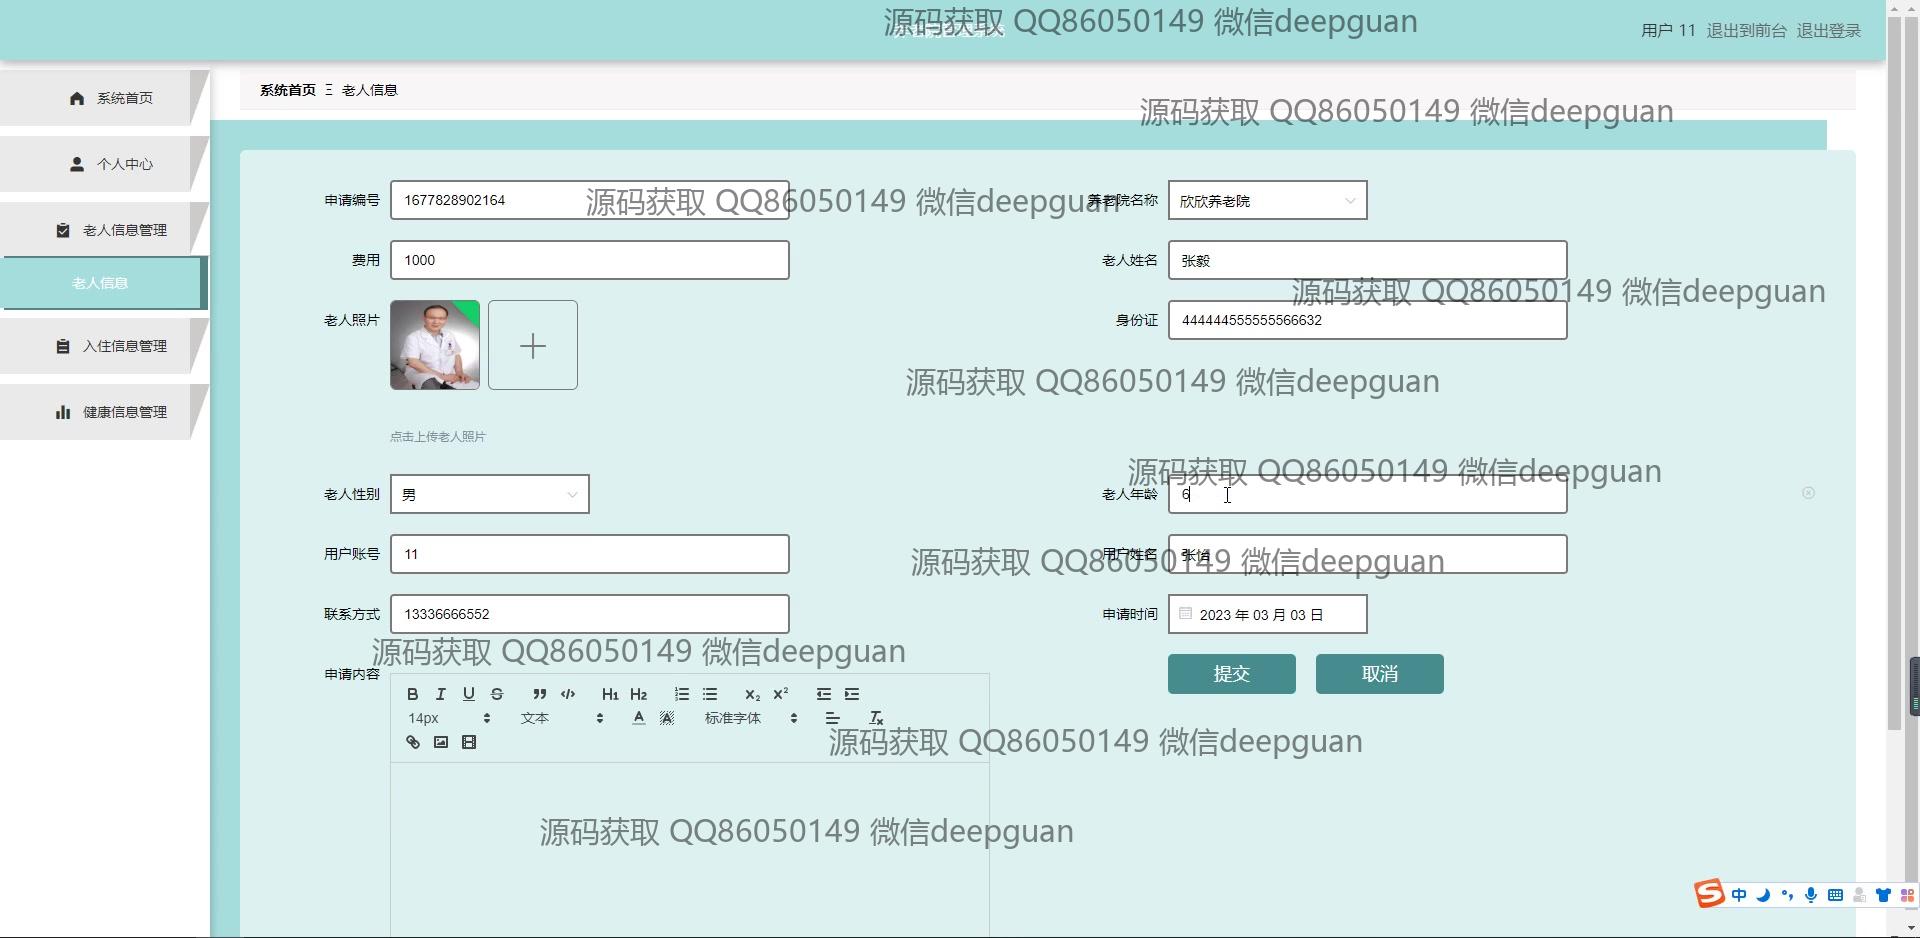 源码获取 QQ86050149 微信deepguan
用户 11 退出到前台 退出登录
系统首页
系统首页 Ξ 老人信息
源码获取 QQ86050149 微信deepguan
个人中心
申请编号 1677828902164
源码获取 QQ86050149 微信deepguan
养老院名称 欣欣养老院
老人信息管理
费用 1000
老人姓名 张毅
老人信息
源码获取 QQ86050149 微信deepguan
老人照片
身份证 444444555555566632
入住信息管理
源码获取 QQ86050149 微信deepguan
健康信息管理
点击上传老人照片
源码获取 QQ86050149 微信deepguan
老人性别 男
老人年龄 6
用户账号 11
用户姓名 张怡
源码获取 QQ86050149 微信deepguan
联系方式 13336666552
申请时间 2023 年 03 月 03 日
源码获取 QQ86050149 微信deepguan
申请内容
提交 取消
B I U S H1 H2 X₂ X²
14px 文本 A A 标准字体 Tx
源码获取 QQ86050149 微信deepguan
源码获取 QQ86050149 微信deepguan
S 中